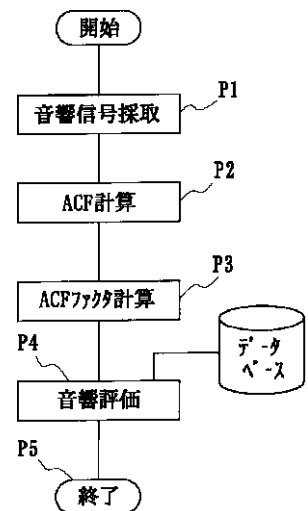 開始
P1
音響信号採取
P2
ACF計算
P3
ACFファクタ計算
P4
データ
ベース
音響評価
P5
終了